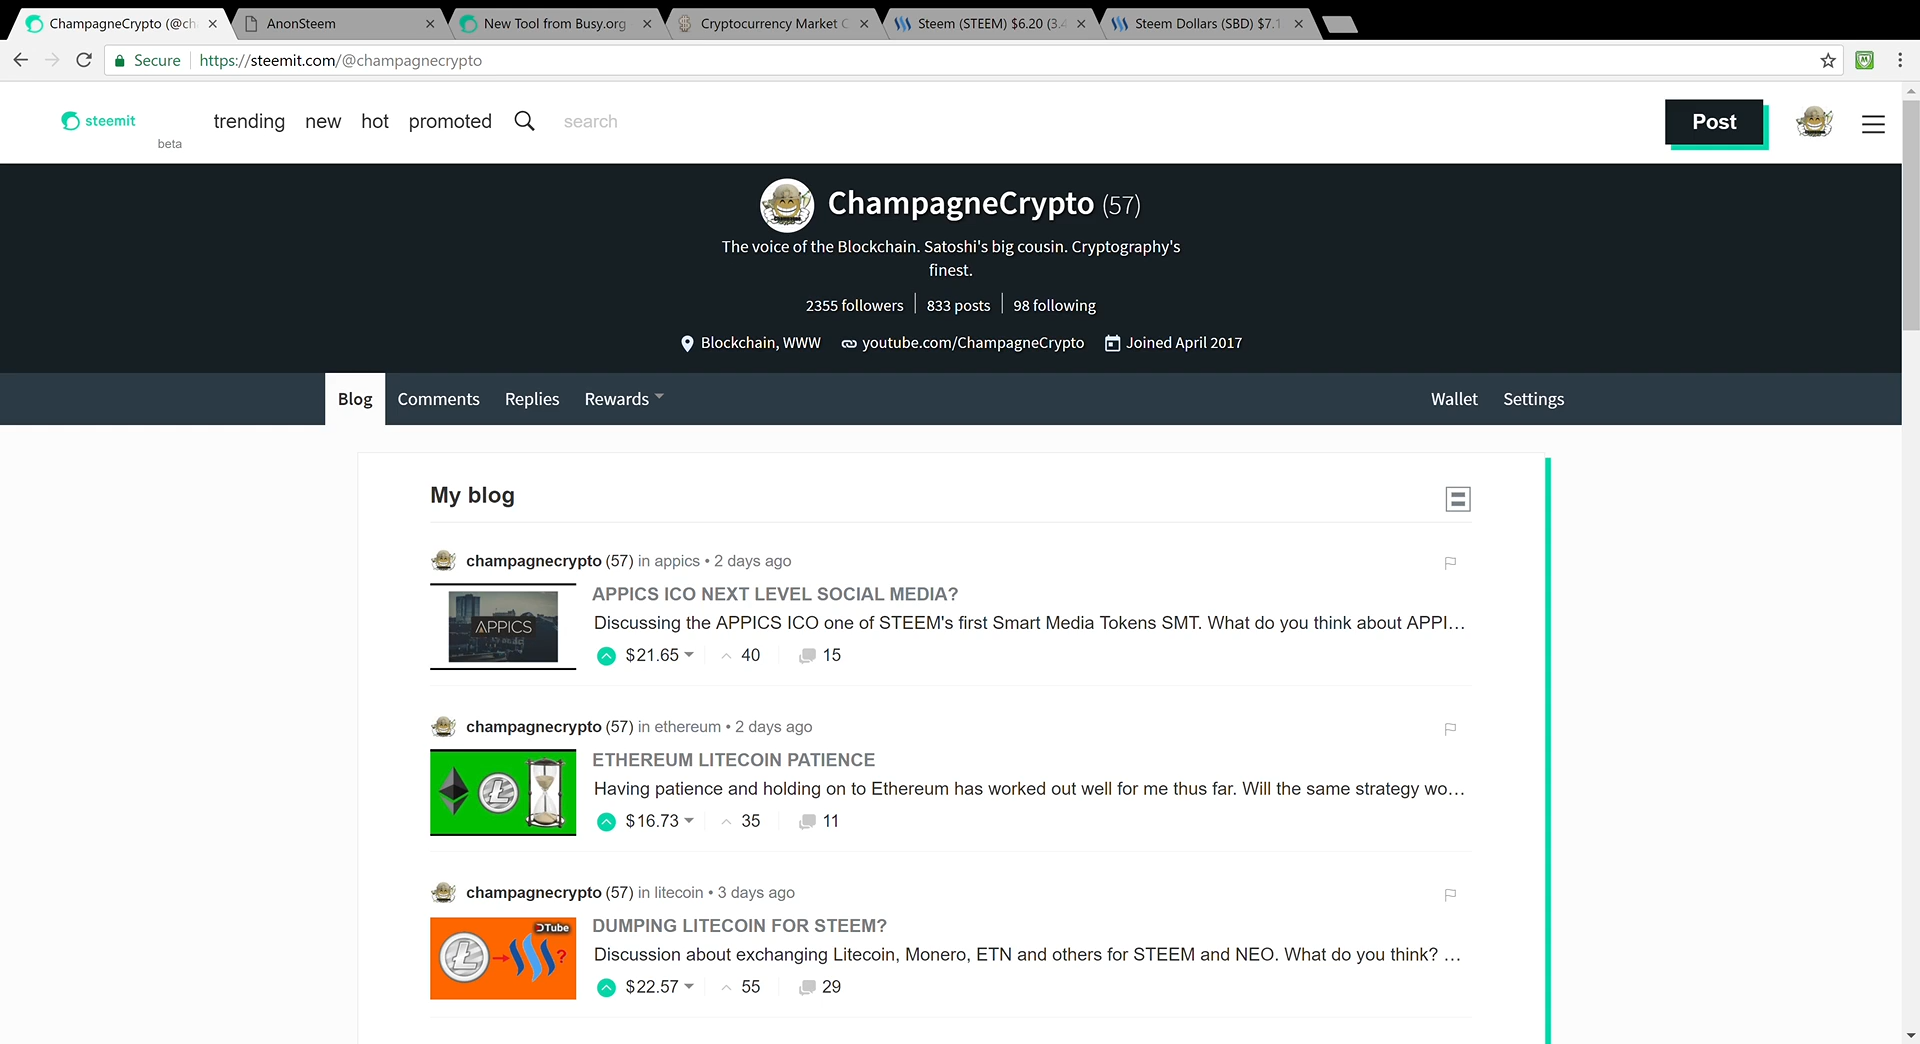 ChampagneCrypto (@ch
AnonSteem
New Tool from Busy.org
Cryptocurrency Market C
Steem (STEEM) $6.20 (3.4
Steem Dollars (SBD) $7.1
Secure
https://steemit.com/@champagnecrypto
steemit
beta
trending new hot promoted
search
Post
ChampagneCrypto (57)
The voice of the Blockchain. Satoshi's big cousin. Cryptography's
finest.
2355 followers 833 posts 98 following
Blockchain, WWW youtube.com/ChampagneCrypto Joined April 2017
Blog Comments Replies Rewards Wallet Settings
My blog
champagnecrypto (57) in appics • 2 days ago
APPICS
APPICS ICO NEXT LEVEL SOCIAL MEDIA?
Discussing the APPICS ICO one of STEEM's first Smart Media Tokens SMT. What do you think about APPI…
$21.65 40 15
champagnecrypto (57) in ethereum • 2 days ago
ETHEREUM LITECOIN PATIENCE
Having patience and holding on to Ethereum has worked out well for me thus far. Will the same strategy wo…
$16.73 35 11
champagnecrypto (57) in litecoin • 3 days ago
DTube
?
DUMPING LITECOIN FOR STEEM?
Discussion about exchanging Litecoin, Monero, ETN and others for STEEM and NEO. What do you think? …
$22.57 55 29